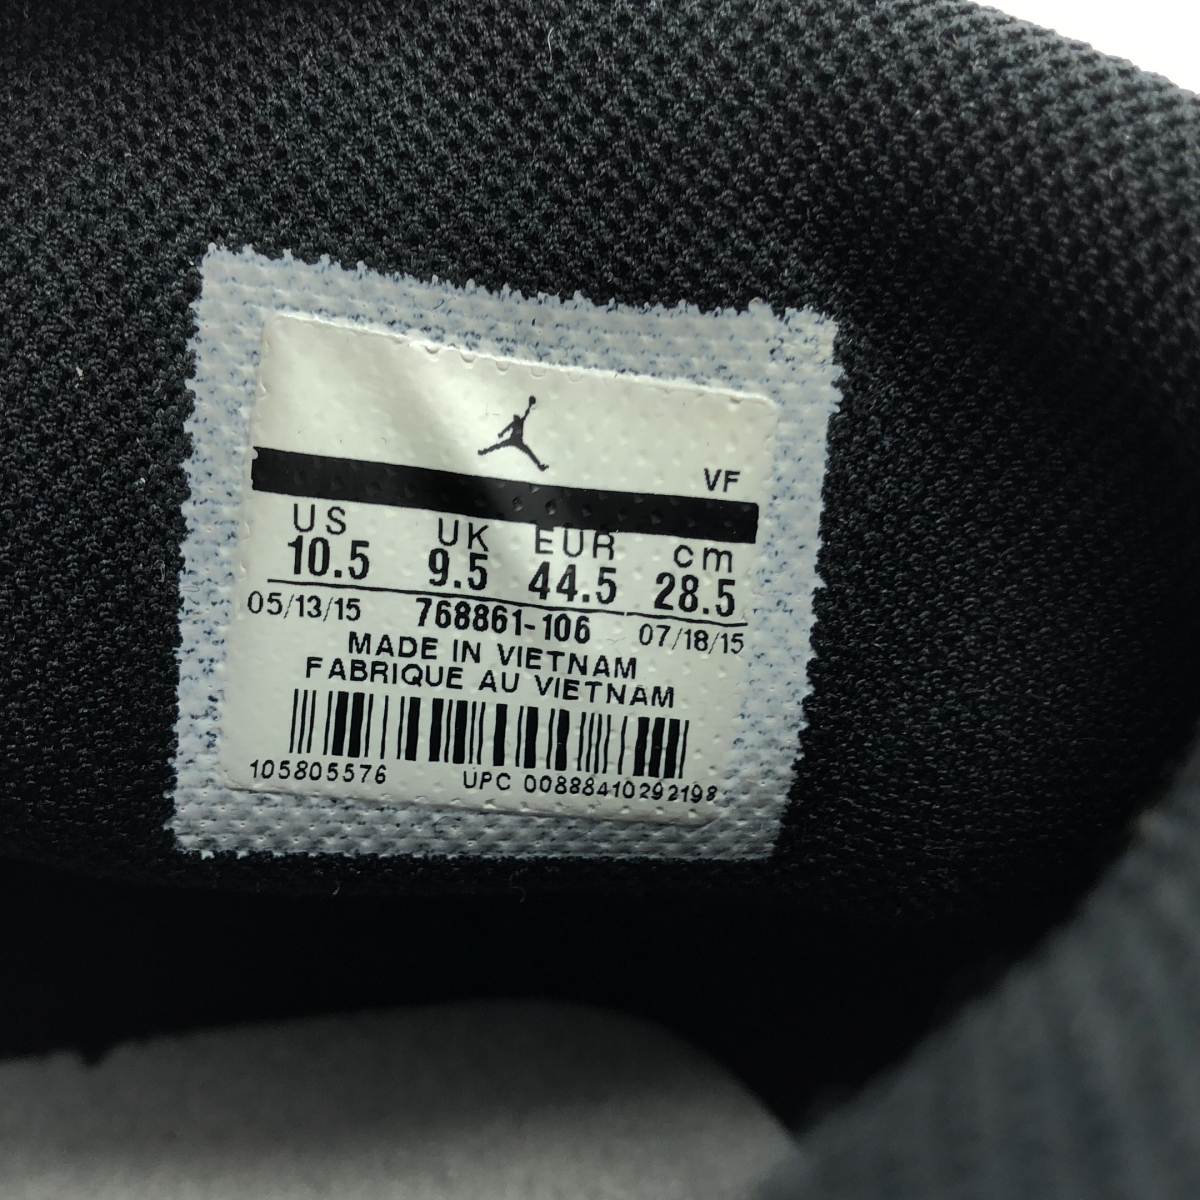 VF
US UK EUR cm
10.5 9.5 44.5 28.5
05/13/15 768861-106 07/18/15
MADE IN VIETNAM
FABRIQUE AU VIETNAM
105805576 UPC 00888410292198